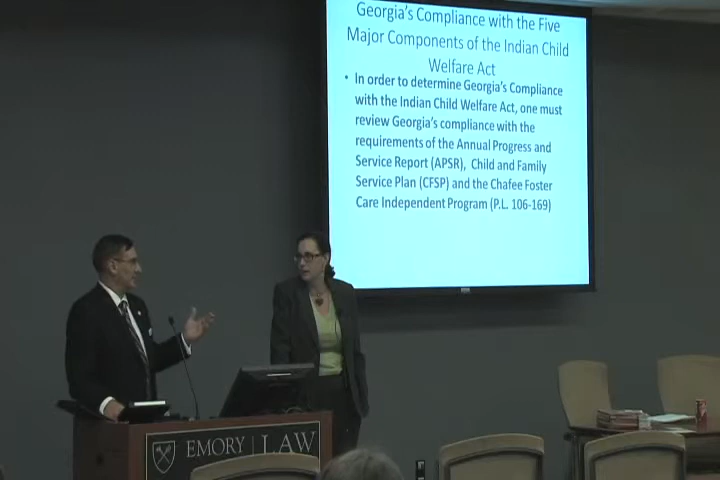 Georgia's Compliance with the Five
Major Components of the Indian Child
Welfare Act
• In order to determine Georgia's Compliance
with the Indian Child Welfare Act, one must
review Georgia's compliance with the
requirements of the Annual Progress and
Service Report (APSR), Child and Family
Service Plan (CFSP) and the Chafee Foster
Care Independent Program (P.L. 106-169)
EMORY | LAW